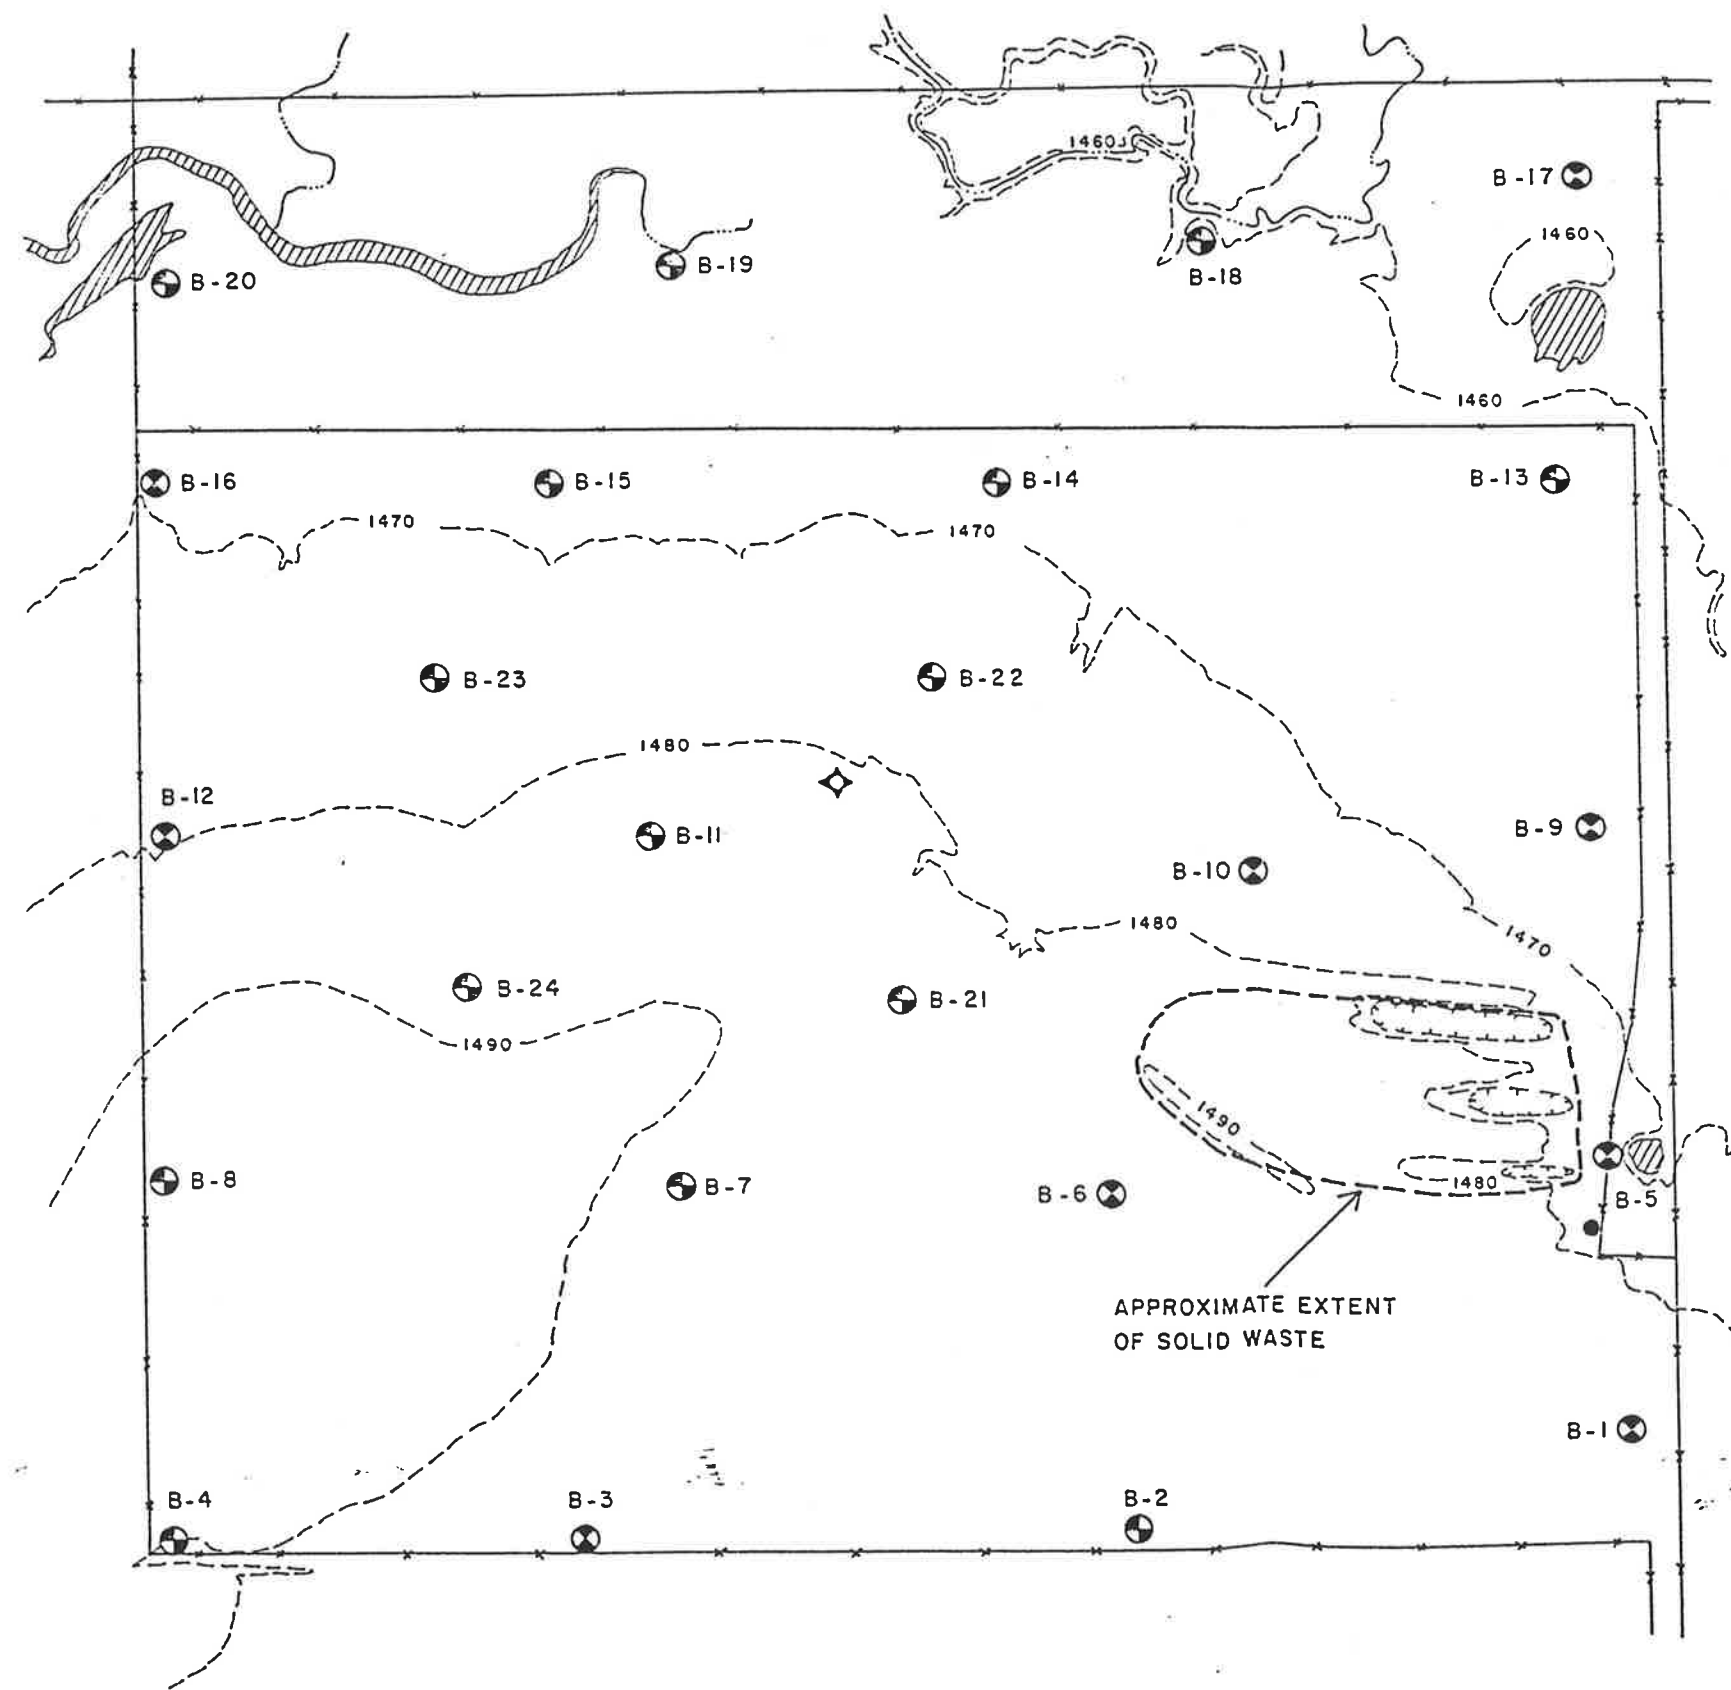 1460
B-17
1460
B-19
B-20
B-18
1460
B-16
B-15
B-14
B-13
1470
1470
B-23
B-22
1480
B-12
B-11
B-9
B-10
1480
1470
B-24
B-21
1490
1490
B-8
B-7
B-6
1480
B-5
APPROXIMATE EXTENT
OF SOLID WASTE
B-1
B-4
B-3
B-2